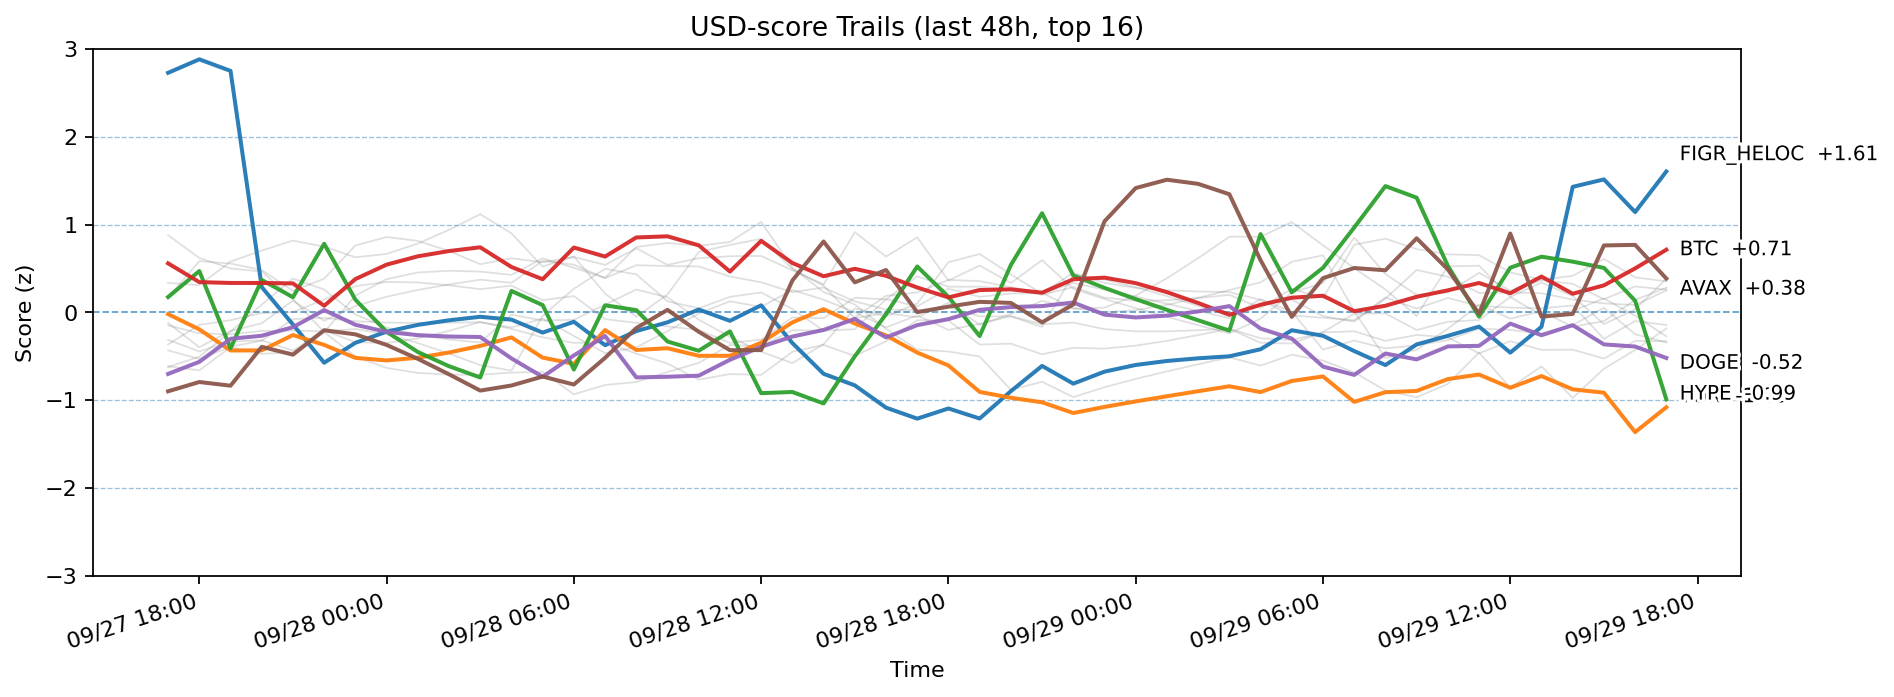 USD-score Trails (last 48h, top 16)
Score (z)
3
2
1
0
−1
−2
−3
FIGR_HELOC +1.61
BTC +0.71
AVAX +0.38
DOGE -0.52
HYPE -0.99
09/27 18:00
09/28 00:00
09/28 06:00
09/28 12:00
09/28 18:00
09/29 00:00
09/29 06:00
09/29 12:00
09/29 18:00
Time